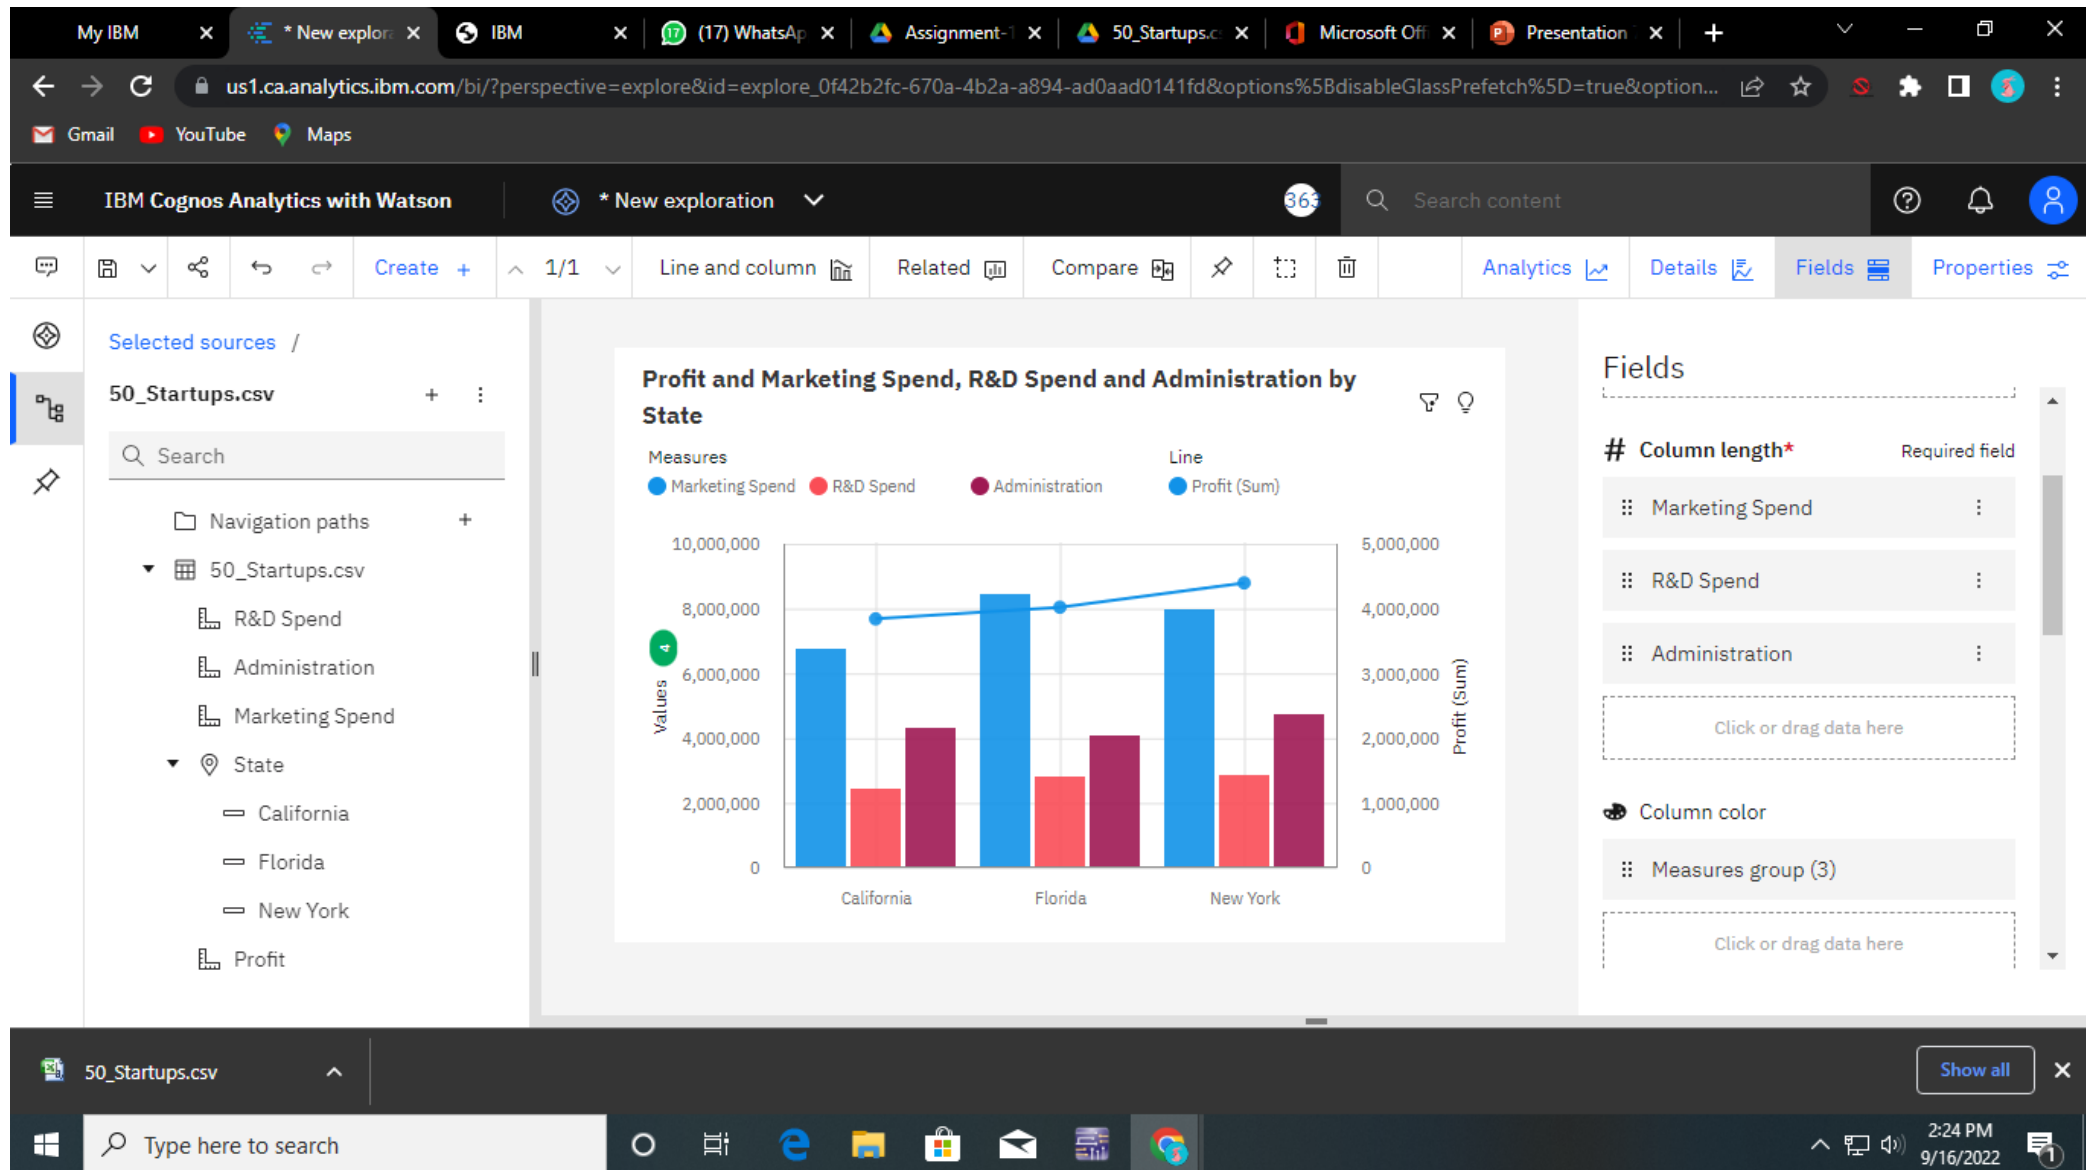 My IBM
* New explora
IBM
(17) WhatsAp
Assignment-1
50_Startups.c
Microsoft Offi
Presentation
us1.ca.analytics.ibm.com/bi/?perspective=explore&id=explore_0f42b2fc-670a-4b2a-a894-ad0aad0141fd&options%5BdisableGlassPrefetch%5D=true&option...
Gmail
YouTube
Maps
IBM Cognos Analytics with Watson
* New exploration
363
Search content
Create +
1/1
Line and column
Related
Compare
Analytics
Details
Fields
Properties
Selected sources /
50_Startups.csv
Search
Navigation paths
50_Startups.csv
R&D Spend
Administration
Marketing Spend
State
California
Florida
New York
Profit
Profit and Marketing Spend, R&D Spend and Administration by
State
Measures
Line
Marketing Spend
R&D Spend
Administration
Profit (Sum)
10,000,000
8,000,000
6,000,000
4,000,000
2,000,000
0
Values
4
5,000,000
4,000,000
3,000,000
2,000,000
1,000,000
0
Profit (Sum)
California
Florida
New York
Fields
# Column length*
Required field
Marketing Spend
R&D Spend
Administration
Click or drag data here
Column color
Measures group (3)
Click or drag data here
50_Startups.csv
Show all
Type here to search
2:24 PM
9/16/2022
1